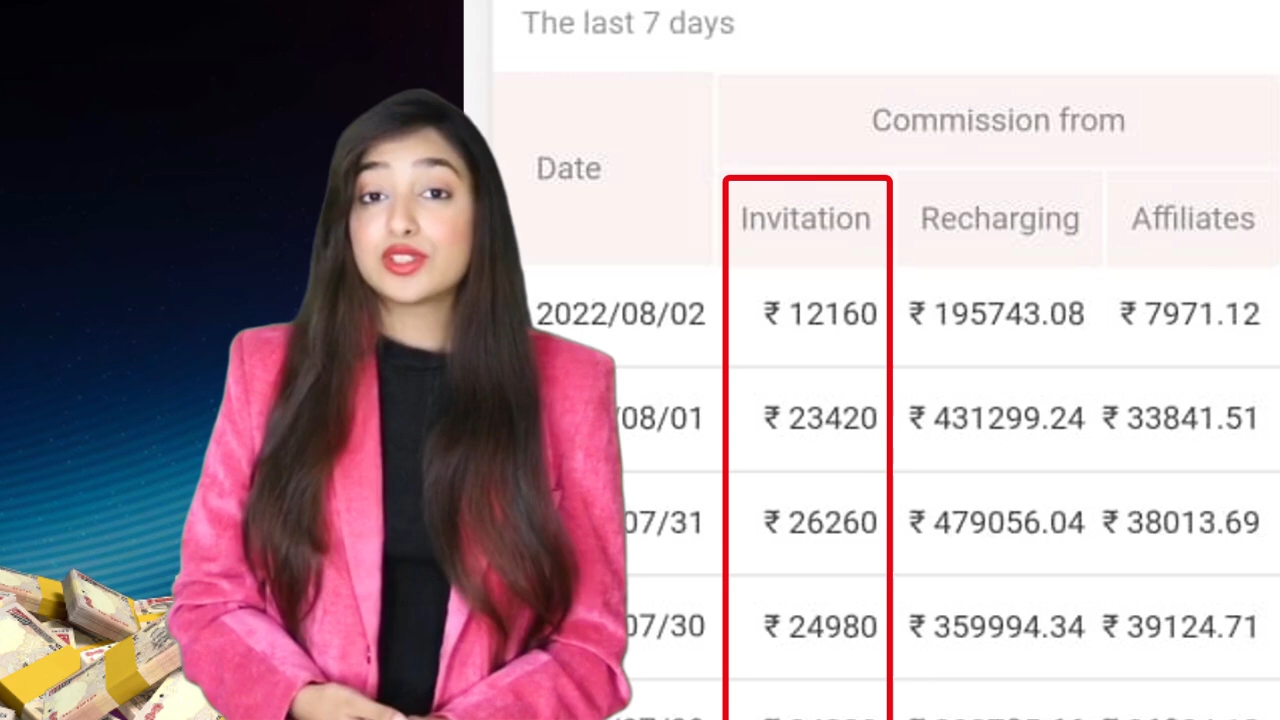 The last 7 days
Date
Commission from
Invitation Recharging Affiliates
2022/08/02 ₹ 12160 ₹ 195743.08 ₹ 7971.12
/08/01 ₹ 23420 ₹ 431299.24 ₹ 33841.51
07/31 ₹ 26260 ₹ 479056.04 ₹ 38013.69
07/30 ₹ 24980 ₹ 359994.34 ₹ 39124.71